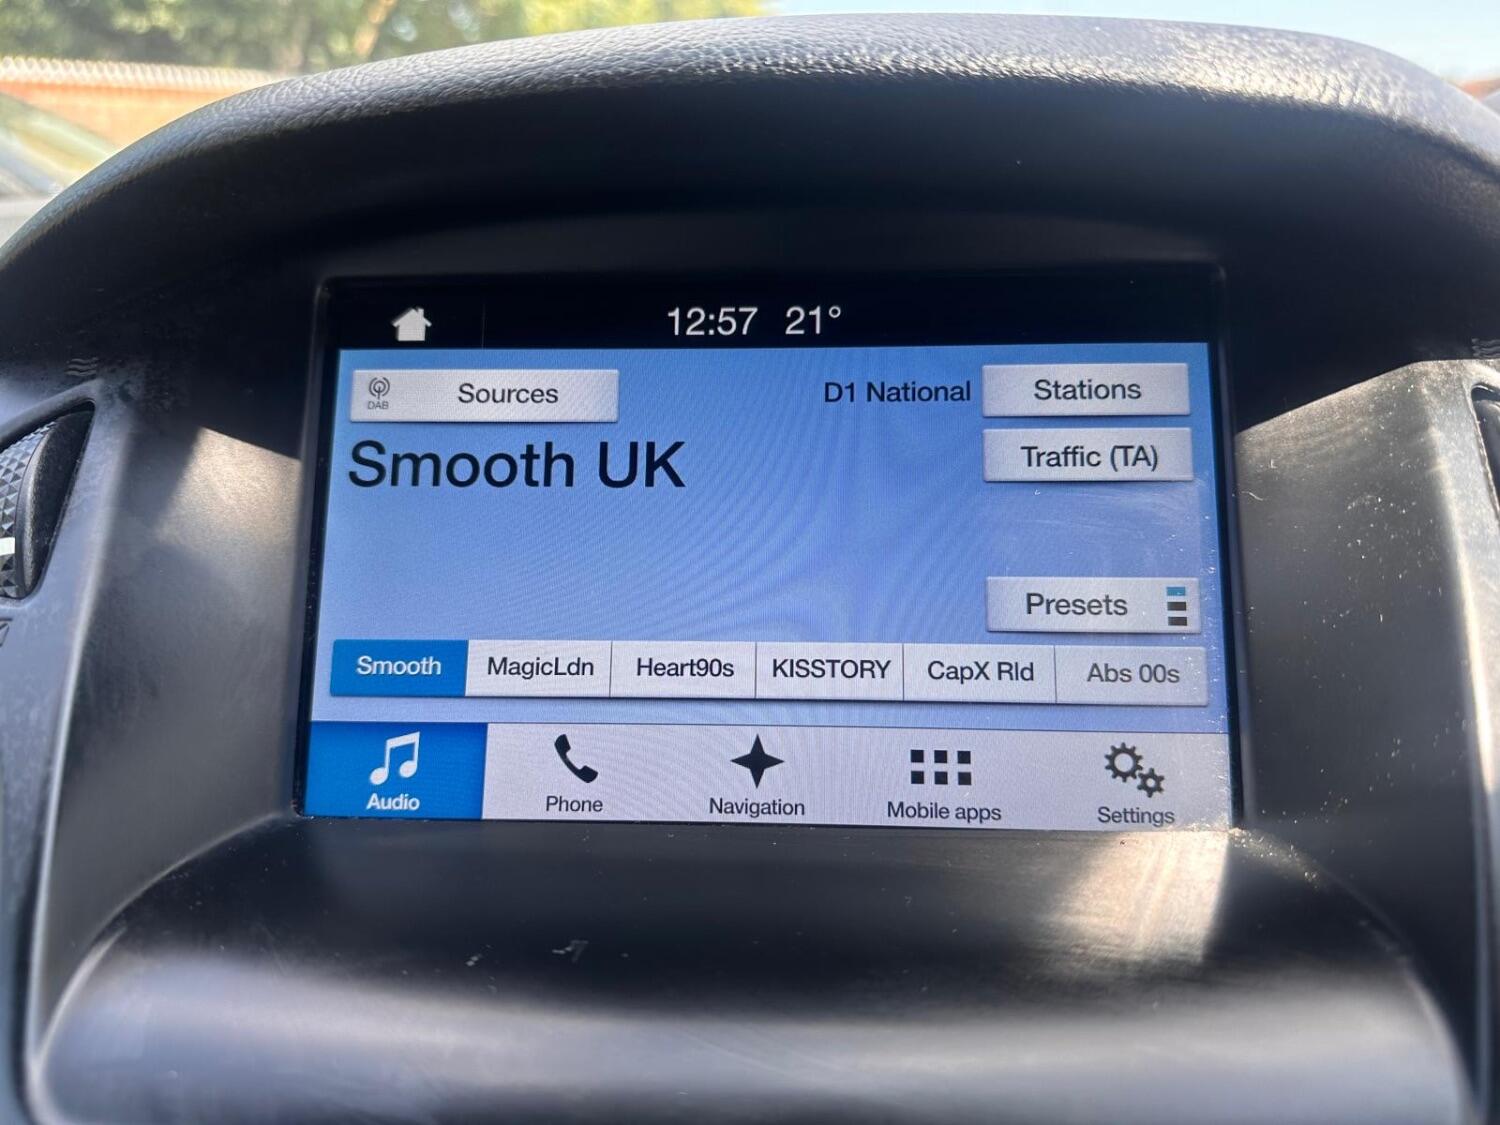 12:57 21°
DAB
Sources
D1 National
Stations
Smooth UK
Traffic (TA)
Presets
Smooth
MagicLdn
Heart90s
KISSTORY
CapX Rld
Abs 00s
Audio
Phone
Navigation
Mobile apps
Settings